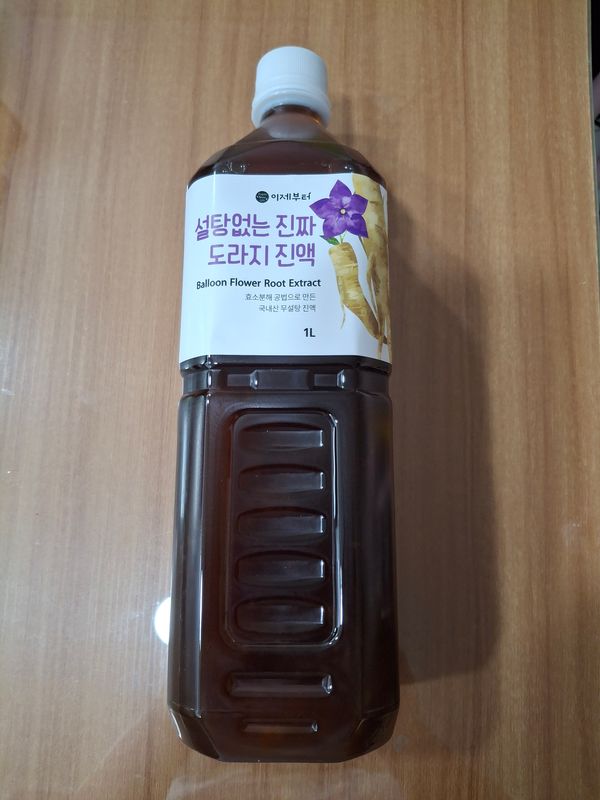 이제부터
설탕없는 진짜
도라지 진액
Balloon Flower Root Extract
효소분해 공법으로 만든
국내산 무설탕 진액
1L